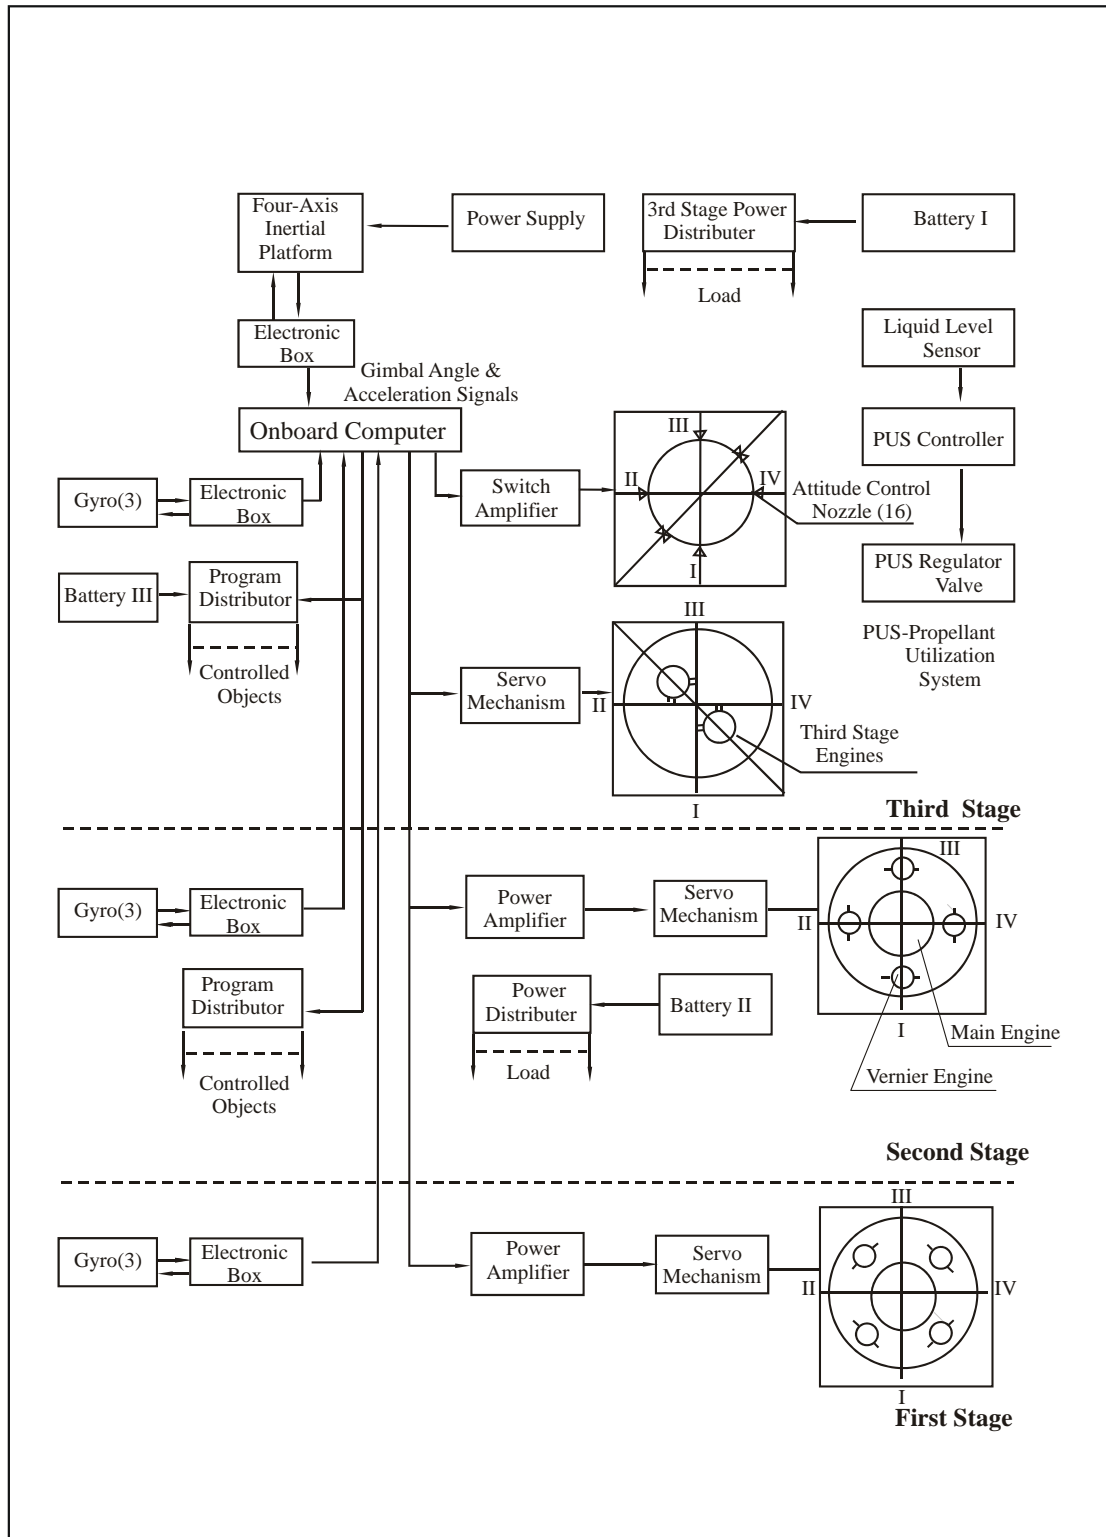 Four-Axis
Inertial
Platform
Power Supply
3rd Stage Power
Distributer
Battery I
Load
Electronic
Box
Liquid Level
Sensor
Gimbal Angle &
Acceleration Signals
Onboard Computer
PUS Controller
III
II
IV
I
Gyro(3)
Electronic
Box
Switch
Amplifier
Attitude Control
Nozzle (16)
Battery III
Program
Distributor
PUS Regulator
Valve
Controlled
Objects
PUS-Propellant
Utilization
System
Servo
Mechanism
III
II
IV
I
Third Stage
Engines
Third Stage
Gyro(3)
Electronic
Box
Power
Amplifier
Servo
Mechanism
III
II
IV
I
Program
Distributor
Power
Distributer
Battery II
Main Engine
Vernier Engine
Controlled
Objects
Load
Second Stage
Gyro(3)
Electronic
Box
Power
Amplifier
Servo
Mechanism
III
II
IV
I
First Stage